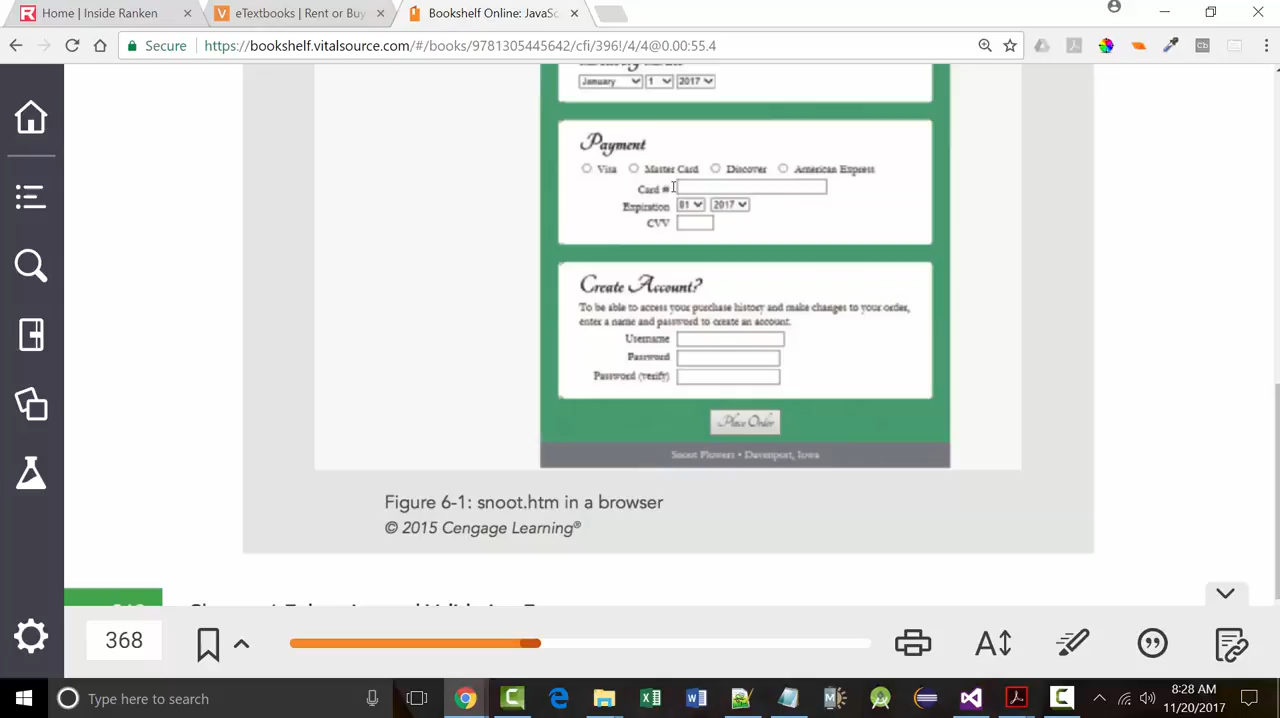 Home | Inside Ranken
eTextbooks | Rent or Buy
Bookshelf Online: JavaSc
Secure
https://bookshelf.vitalsource.com/#/books/9781305445642/cfi/396!/4/4@0.00:55.4
January 1 2017
Payment
Visa Master Card Discover American Express
Card #
Expiration 01 2017
CVV
Create Account?
To be able to access your purchase history and make changes to your order,
enter a name and password to create an account.
Username
Password
Password (verify)
Place Order
Snoot Flowers • Davenport, Iowa
Figure 6-1: snoot.htm in a browser
© 2015 Cengage Learning®
368
Type here to search
8:28 AM
11/20/2017